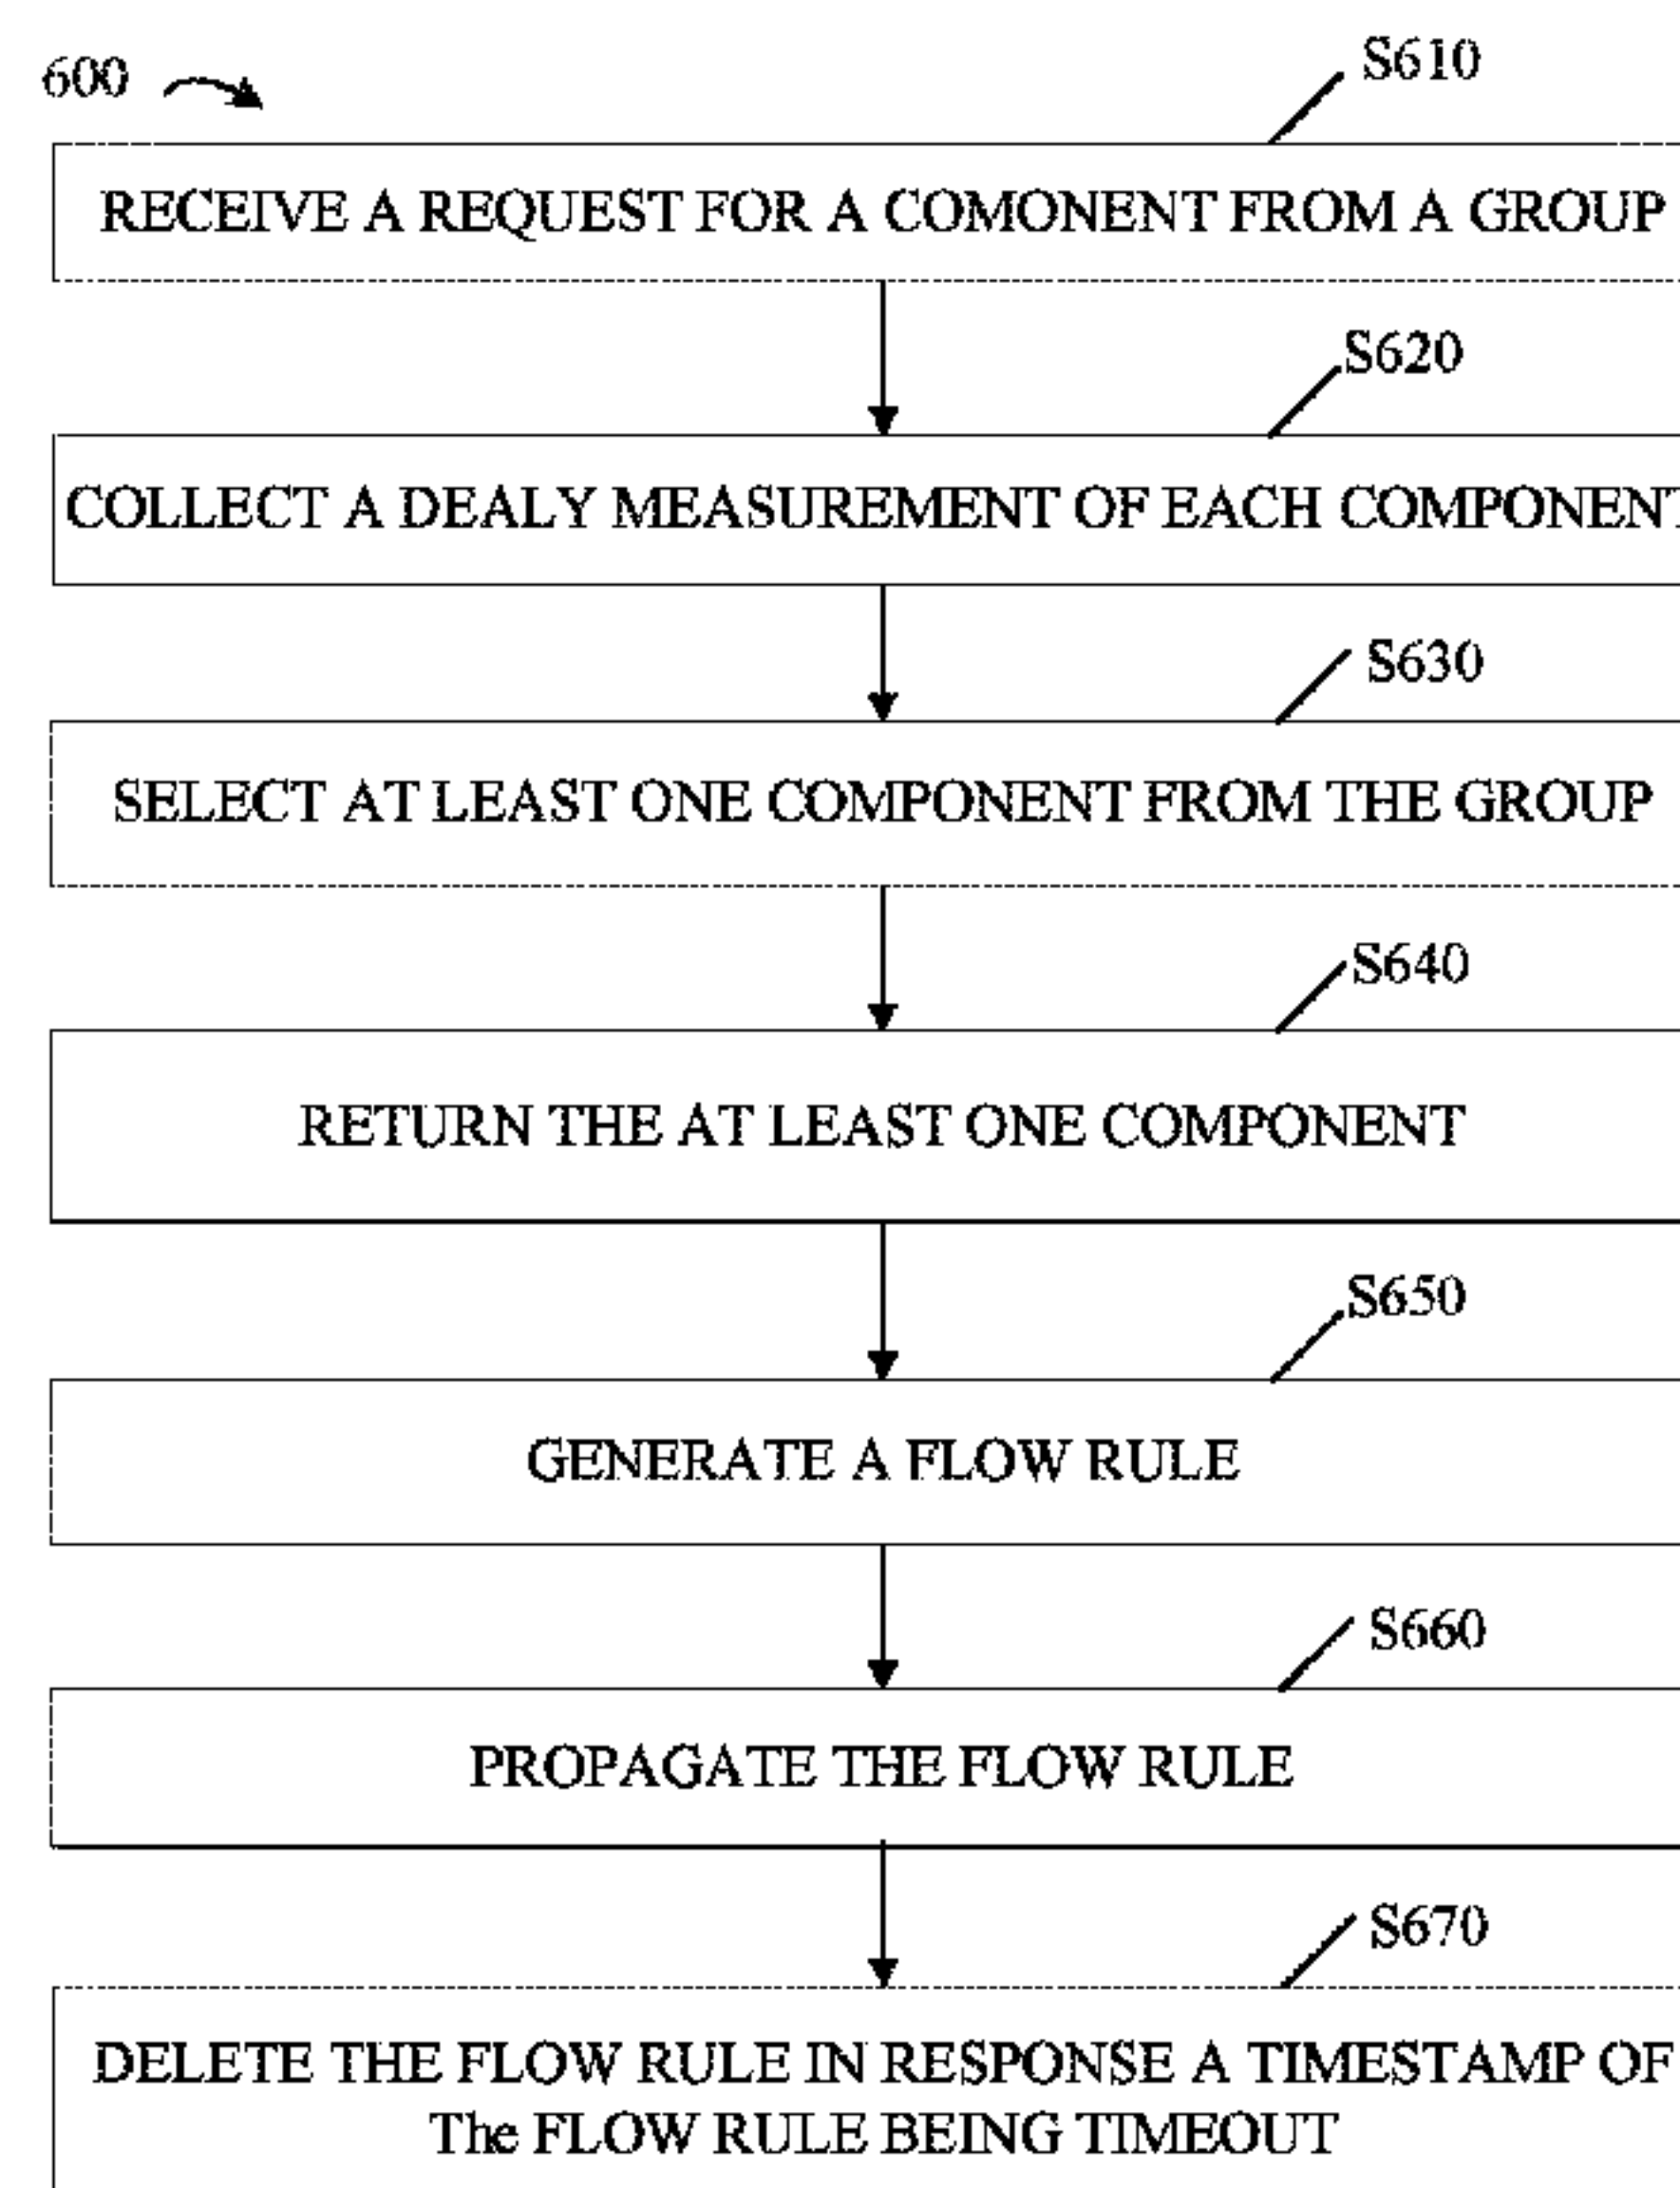 600
S610
RECEIVE A REQUEST FOR A COMONENT FROM A GROUP
S620
COLLECT A DEALY MEASUREMENT OF EACH COMPONENT
S630
SELECT AT LEAST ONE COMPONENT FROM THE GROUP
S640
RETURN THE AT LEAST ONE COMPONENT
S650
GENERATE A FLOW RULE
S660
PROPAGATE THE FLOW RULE
S670
DELETE THE FLOW RULE IN RESPONSE A TIMESTAMP OF
The FLOW RULE BEING TIMEOUT